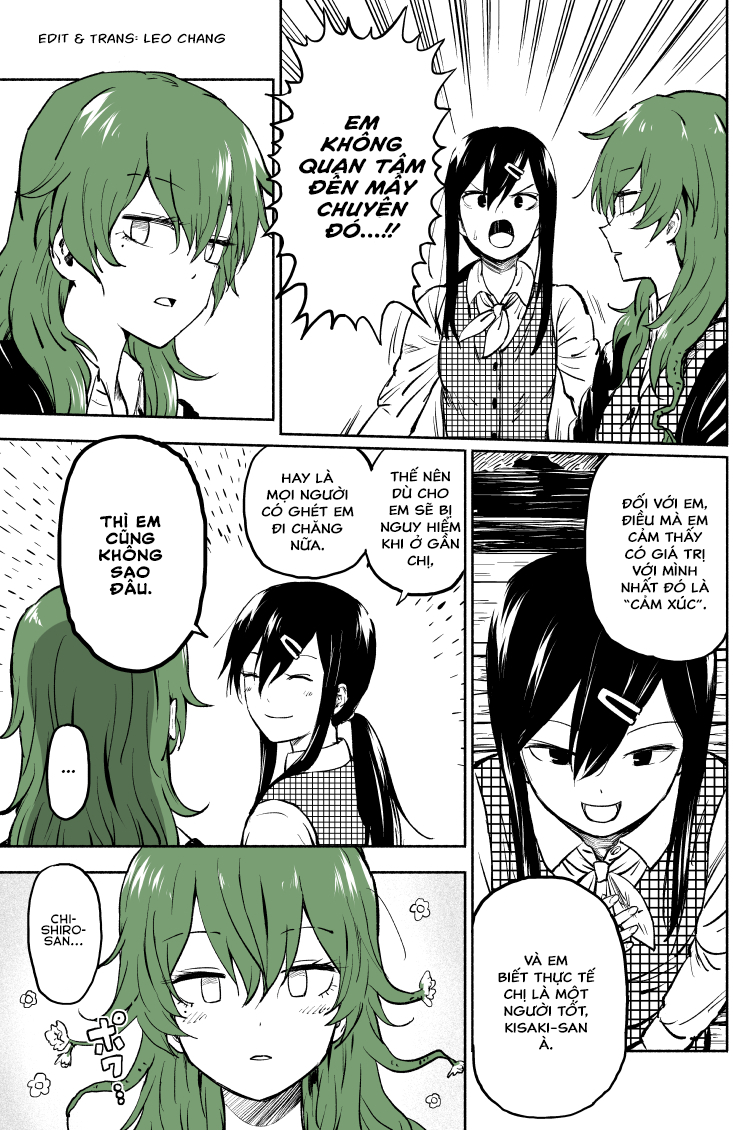 EDIT & TRANS: LEO CHANG
EM
KHÔNG
QUAN TÂM
ĐẾN MẤY
CHUYỆN
ĐÓ...!!
ĐỐI VỚI EM,
ĐIỀU MÀ EM
CẢM THẤY
CÓ GIÁ TRỊ
VỚI MÌNH
NHẤT ĐÓ LÀ
“CẢM XÚC”.
VÀ EM
BIẾT THỰC TẾ
CHỊ LÀ MỘT
NGƯỜI TỐT,
KISAKI-SAN
À.
THẾ NÊN
DÙ CHO
EM SẼ BỊ
NGUY HIỂM
KHI Ở GẦN
CHỊ,
HAY LÀ
MỌI NGƯỜI
CÓ GHÉT EM
ĐI CHĂNG
NỮA.
THÌ EM
CŨNG
KHÔNG
SAO
ĐÂU.
...
CHI-
SHIRO-
SAN...
ポワ...